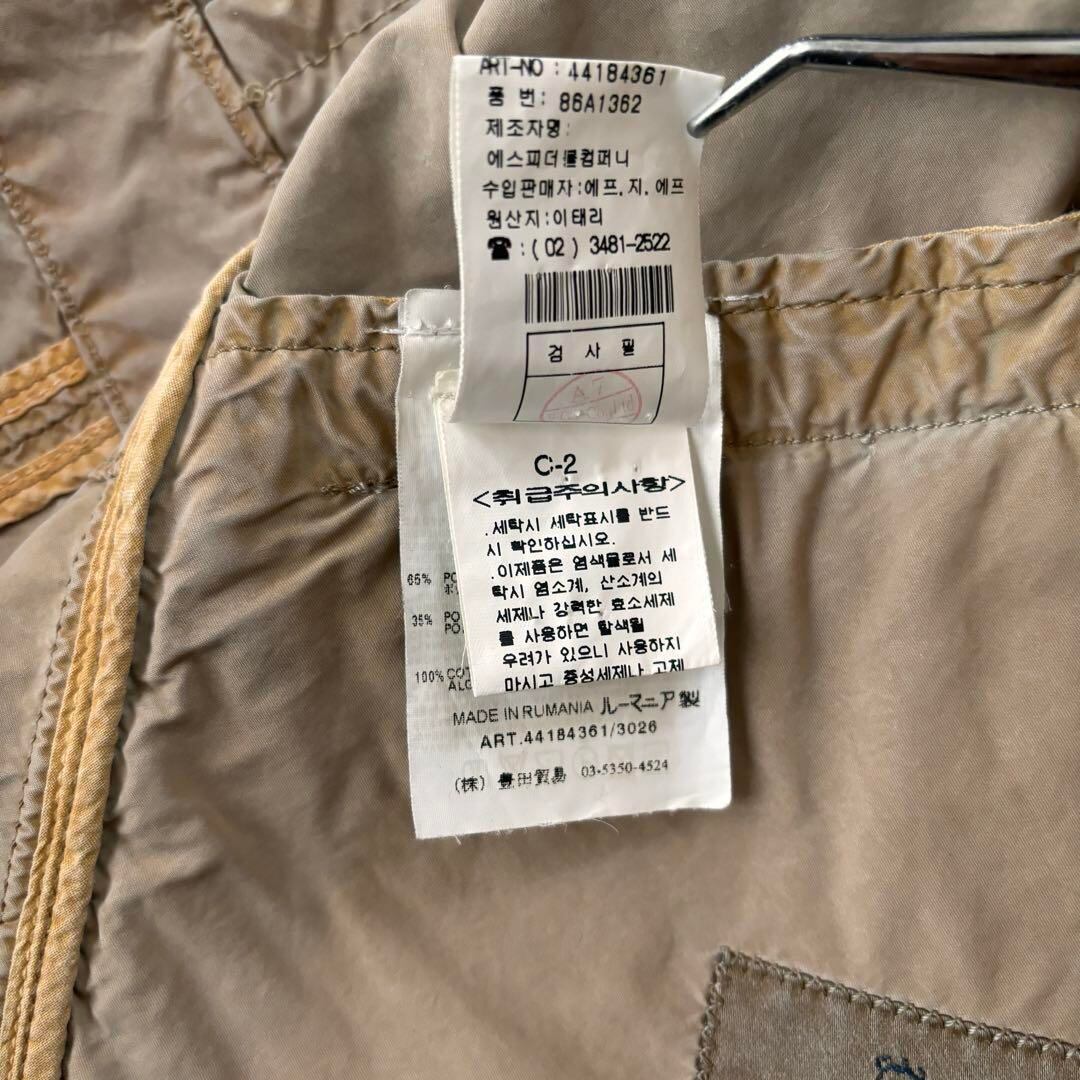 ART-NO : 44184361
품 번: 86A1362
제조자명:
에스피더블컴퍼니
수입판매자:에프.지.에프
원산지:이태리
☎:(02) 3481-2522
검 사 필
A7
C-2
<취급주의사항>
.세탁시 세탁표시를 반드
시 확인하십시오.
.이제품은 염색물로서 세
탁시 염소계, 산소계의
세제나 강력한 효소세제
를 사용하면 탈색될
우려가 있으니 사용하지
마시고 중성세제나 고체
65% PO
35% PO
PO
100% COT
ALG
MADE IN RUMANIA ルーマニア製
ART.44184361/3026
(株) 豊田貿易 03-5350-4524